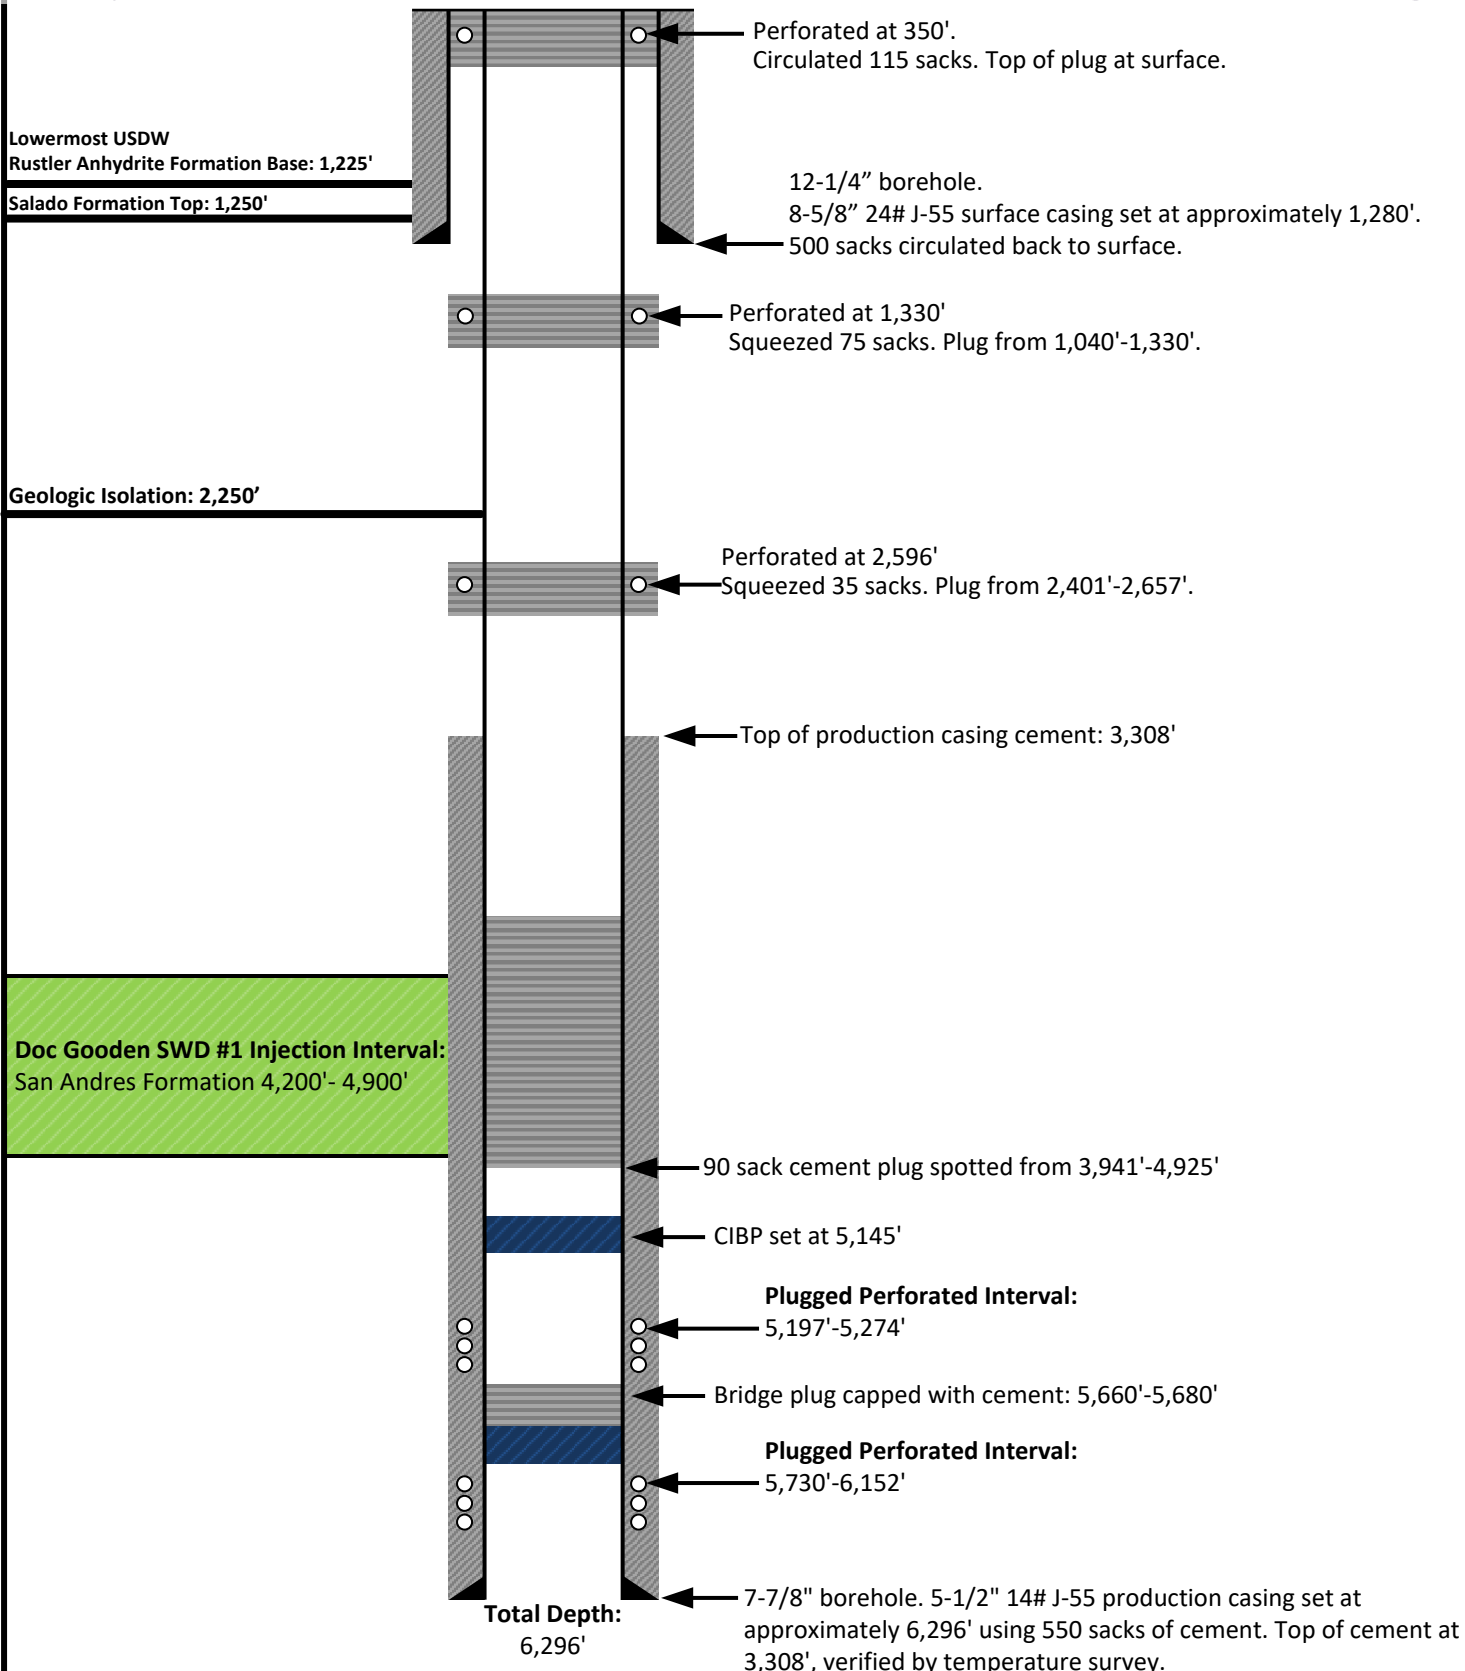 Perforated at 350'.
Circulated 115 sacks. Top of plug at surface.
Lowermost USDW
Rustler Anhydrite Formation Base: 1,225'
Salado Formation Top: 1,250'
12-1/4” borehole.
8-5/8” 24# J-55 surface casing set at approximately 1,280'.
500 sacks circulated back to surface.
Perforated at 1,330'
Squeezed 75 sacks. Plug from 1,040'-1,330'.
Geologic Isolation: 2,250’
Perforated at 2,596'
Squeezed 35 sacks. Plug from 2,401'-2,657'.
Top of production casing cement: 3,308'
Doc Gooden SWD #1 Injection Interval:
San Andres Formation 4,200'- 4,900'
90 sack cement plug spotted from 3,941'-4,925'
CIBP set at 5,145'
Plugged Perforated Interval:
5,197'-5,274'
Bridge plug capped with cement: 5,660'-5,680'
Plugged Perforated Interval:
5,730'-6,152'
7-7/8" borehole. 5-1/2" 14# J-55 production casing set at
approximately 6,296' using 550 sacks of cement. Top of cement at
3,308', verified by temperature survey.
Total Depth:
6,296'